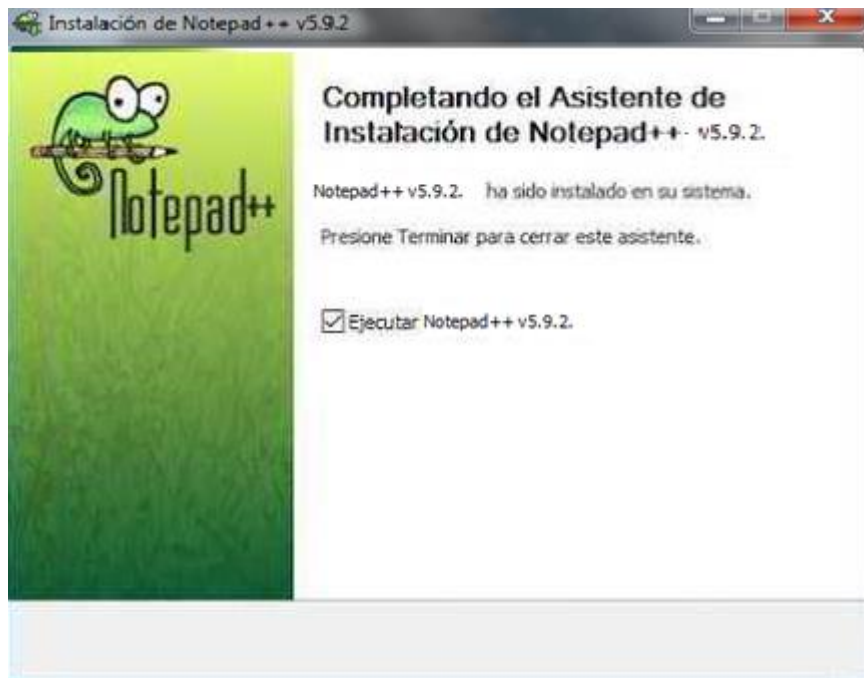 Instalación de Notepad++ v5.9.2
Notepad++
Completando el Asistente de
Instalación de Notepad++· v5.9.2.
Notepad++ v5.9.2. ha sido instalado en su sistema.
Presione Terminar para cerrar este asistente.
Ejecutar Notepad++ v5.9.2.